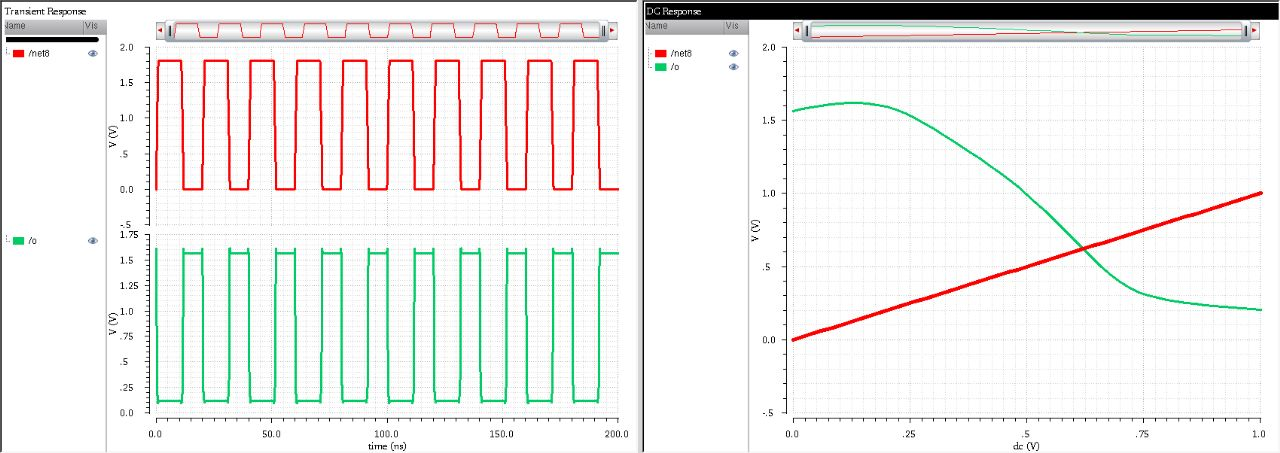 Transient Response
Name Vis
/net8
2.0
1.5
1.0
.5
0.0
-.5
V (V)
/o
1.75
1.5
1.25
1.0
.75
.5
.25
0.0
V (V)
0.0 50.0 100.0 150.0 200.0
time (ns)
DC Response
Name Vis
/net8
/o
2.0
1.5
1.0
.5
0.0
-.5
V (V)
0.0 .25 .5 .75 1.0
dc (V)